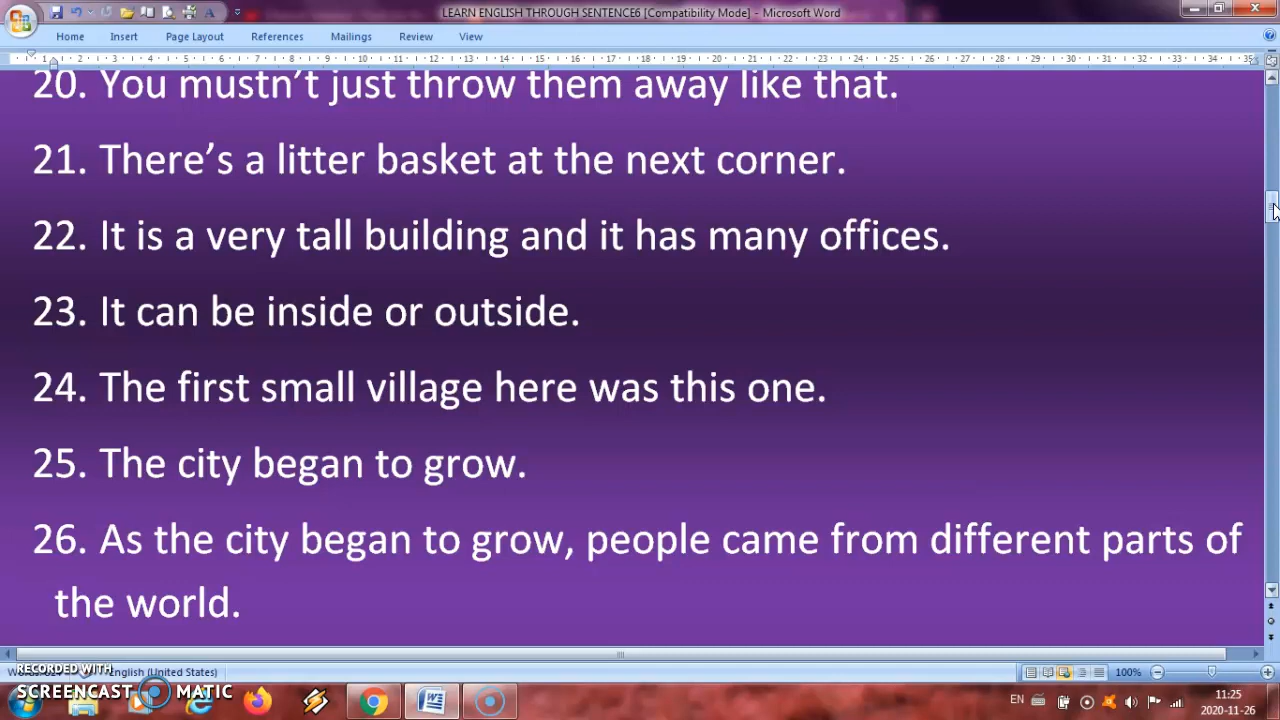 LEARN ENGLISH THROUGH SENTENCE6 [Compatibility Mode] - Microsoft Word
Home Insert Page Layout References Mailings Review View
20. You mustn’t just throw them away like that.
21. There’s a litter basket at the next corner.
22. It is a very tall building and it has many offices.
23. It can be inside or outside.
24. The first small village here was this one.
25. The city began to grow.
26. As the city began to grow, people came from different parts of
the world.
RECORDED WITH
English (United States) 100%
SCREENCAST MATIC
EN 11:25
2020-11-26